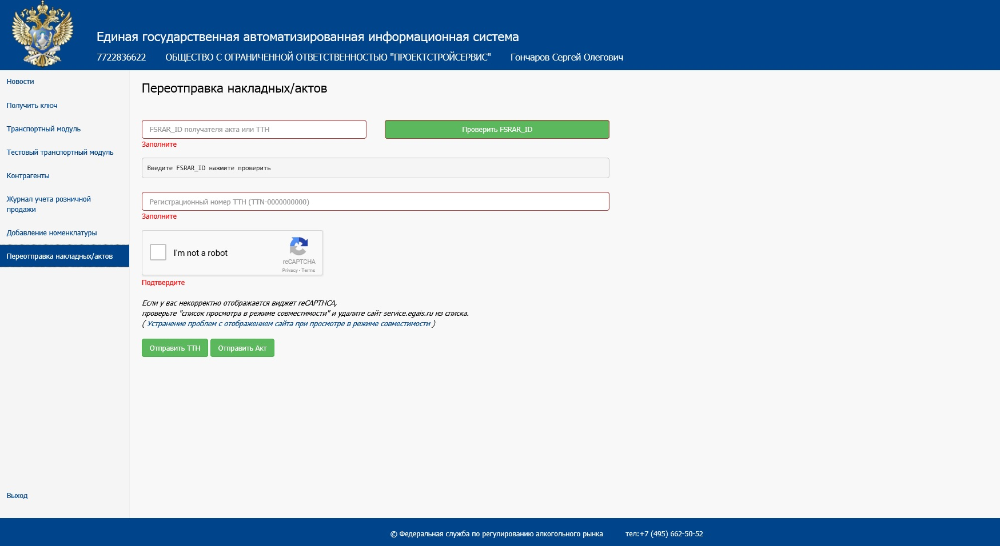 Единая государственная автоматизированная информационная система
7722836622 ОБЩЕСТВО С ОГРАНИЧЕННОЙ ОТВЕТСТВЕННОСТЬЮ "ПРОЕКТСТРОЙСЕРВИС" Гончаров Сергей Олегович
Новости
Получить ключ
Транспортный модуль
Тестовый транспортный модуль
Контрагенты
Журнал учета розничной
продажи
Добавление номенклатуры
Переотправка накладных/актов
Выход
Переотправка накладных/актов
FSRAR_ID получателя акта или ТТН
Проверить FSRAR_ID
Заполните
Введите FSRAR_ID нажмите проверить
Регистрационный номер ТТН (TTN-0000000000)
Заполните
I'm not a robot
reCAPTCHA
Privacy - Terms
Подтвердите
Если у вас некорректно отображается виджет reCAPTHCA,
проверьте "список просмотра в режиме совместимости" и удалите сайт service.egais.ru из списка.
( Устранение проблем с отображением сайта при просмотре в режиме совместимости )
Отправить ТТН Отправить Акт
© Федеральная служба по регулированию алкогольного рынка тел:+7 (495) 662-50-52